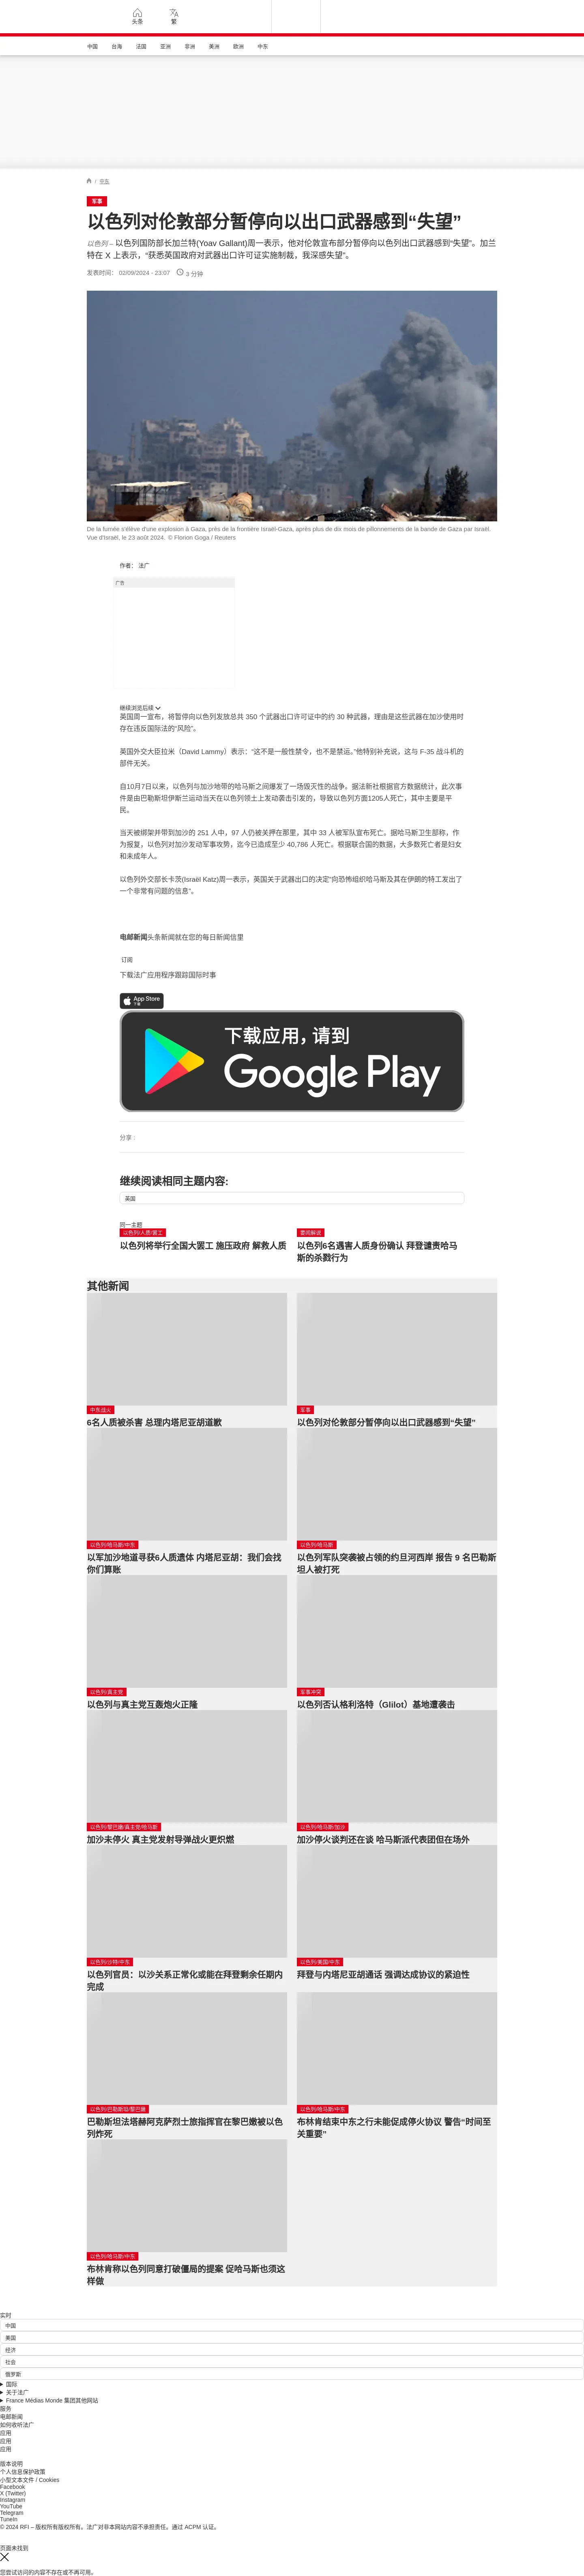 头条
繁
中国
台海
法国
亚洲
非洲
美洲
欧洲
中东
/ 中东
军事
以色列对伦敦部分暂停向以出口武器感到“失望”
以色列 – 以色列国防部长加兰特(Yoav Gallant)周一表示，他对伦敦宣布部分暂停向以色列出口武器感到“失望”。加兰
特在 X 上表示，“获悉英国政府对武器出口许可证实施制裁，我深感失望”。
发表时间： 02/09/2024 - 23:07 3 分钟
De la fumée s'élève d'une explosion à Gaza, près de la frontière Israël-Gaza, après plus de dix mois de pillonnements de la bande de Gaza par Israël.
Vue d'Israël, le 23 août 2024. © Florion Goga / Reuters
作者： 法广
广告
继续浏览后续
英国周一宣布，将暂停向以色列发放总共 350 个武器出口许可证中的约 30 种武器，理由是这些武器在加沙使用时
存在违反国际法的“风险”。
英国外交大臣拉米（David Lammy）表示：“这不是一般性禁令，也不是禁运。”他特别补充说，这与 F-35 战斗机的
部件无关。
自10月7日以来，以色列与加沙地带的哈马斯之间爆发了一场毁灭性的战争。据法新社根据官方数据统计，此次事
件是由巴勒斯坦伊斯兰运动当天在以色列领土上发动袭击引发的，导致以色列方面1205人死亡，其中主要是平
民。
当天被绑架并带到加沙的 251 人中，97 人仍被关押在那里，其中 33 人被军队宣布死亡。据哈马斯卫生部称，作
为报复，以色列对加沙发动军事攻势，迄今已造成至少 40,786 人死亡。根据联合国的数据，大多数死亡者是妇女
和未成年人。
以色列外交部长卡茨(Israël Katz)周一表示，英国关于武器出口的决定“向恐怖组织哈马斯及其在伊朗的特工发出了
一个非常有问题的信息”。
电邮新闻头条新闻就在您的每日新闻信里
订阅
下载法广应用程序跟踪国际时事
App Store
下载
下载应用，请到
Google Play
分享 :
继续阅读相同主题内容:
英国
同一主题
以色列/人质/罢工
以色列将举行全国大罢工 施压政府 解救人质
要闻解说
以色列6名遇害人质身份确认 拜登谴责哈马
斯的杀戮行为
其他新闻
中东战火
6名人质被杀害 总理内塔尼亚胡道歉
军事
以色列对伦敦部分暂停向以出口武器感到“失望”
以色列/哈马斯/中东
以军加沙地道寻获6人质遗体 内塔尼亚胡：我们会找
你们算账
以色列/哈马斯
以色列军队突袭被占领的约旦河西岸 报告 9 名巴勒斯
坦人被打死
以色列/真主党
以色列与真主党互轰炮火正隆
军事冲突
以色列否认格利洛特（Glilot）基地遭袭击
以色列/黎巴嫩/真主党/哈马斯
加沙未停火 真主党发射导弹战火更炽燃
以色列/哈马斯/加沙
加沙停火谈判还在谈 哈马斯派代表团但在场外
以色列/沙特/中东
以色列官员：以沙关系正常化或能在拜登剩余任期内
完成
以色列/美国/中东
拜登与内塔尼亚胡通话 强调达成协议的紧迫性
以色列/巴勒斯坦/黎巴嫩
巴勒斯坦法塔赫阿克萨烈士旅指挥官在黎巴嫩被以色
列炸死
以色列/哈马斯/中东
布林肯结束中东之行未能促成停火协议 警告“时间至
关重要”
以色列/哈马斯/中东
布林肯称以色列同意打破僵局的提案 促哈马斯也须这
样做
实时
中国
美国
经济
社会
俄罗斯
国际
关于法广
France Médias Monde 集团其他网站
服务
电邮新闻
如何收听法广
应用
应用
应用
版本说明
个人信息保护政策
小型文本文件 / Cookies
Facebook
X (Twitter)
Instagram
YouTube
Telegram
TuneIn
© 2024 RFI – 版权所有版权所有。法广对非本网站内容不承担责任。通过 ACPM 认证。
页面未找到
您尝试访问的内容不存在或不再可用。